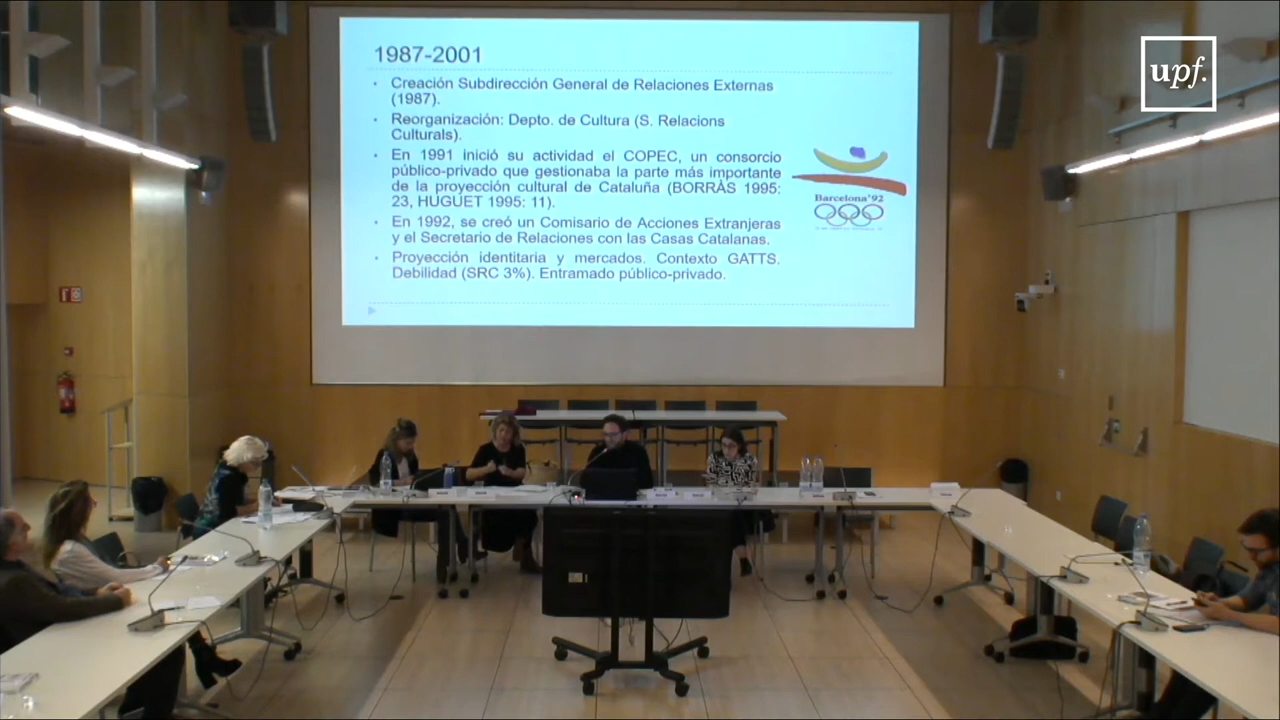 upf.
1987-2001
Creación Subdirección General de Relaciones Externas
(1987).
Reorganización: Depto. de Cultura (S. Relacions
Culturals).
En 1991 inició su actividad el COPEC, un consorcio
público-privado que gestionaba la parte más importante
de la proyección cultural de Cataluña (BORRÀS 1995:
23, HUGUET 1995: 11).
En 1992, se creó un Comisario de Acciones Extranjeras
y el Secretario de Relaciones con las Casas Catalanas.
Proyección identitaria y mercados. Contexto GATTS.
Debilidad (SRC 3%). Entramado público-privado.
Barcelona'92